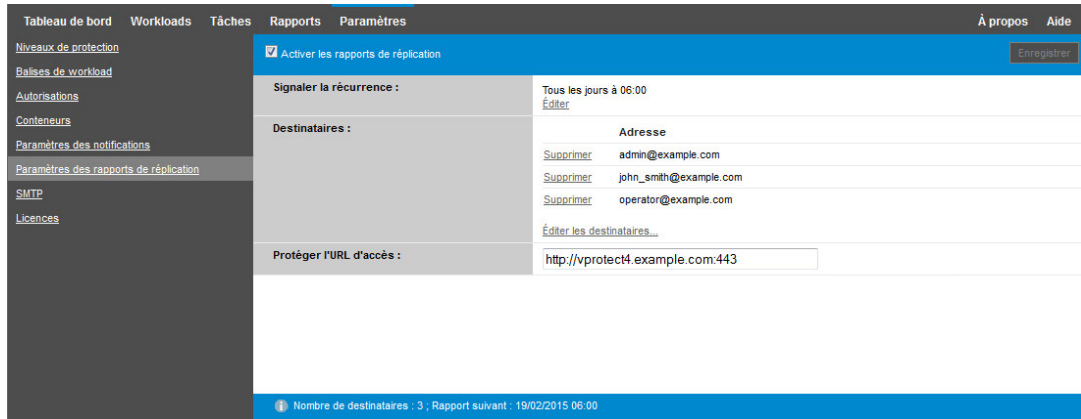 Tableau de bord Workloads Tâches Rapports Paramètres À propos Aide
Niveaux de protection
Balises de workload
Autorisations
Conteneurs
Paramètres des notifications
Paramètres des rapports de réplication
SMTP
Licences
Activer les rapports de réplication Enregistrer
Signaler la récurrence : Tous les jours à 06:00
Éditer
Destinataires :
Adresse
Supprimer admin@example.com
Supprimer john_smith@example.com
Supprimer operator@example.com
Éditer les destinataires...
Protéger l'URL d'accès : http://vprotect4.example.com:443
Nombre de destinataires : 3 ; Rapport suivant : 19/02/2015 06:00